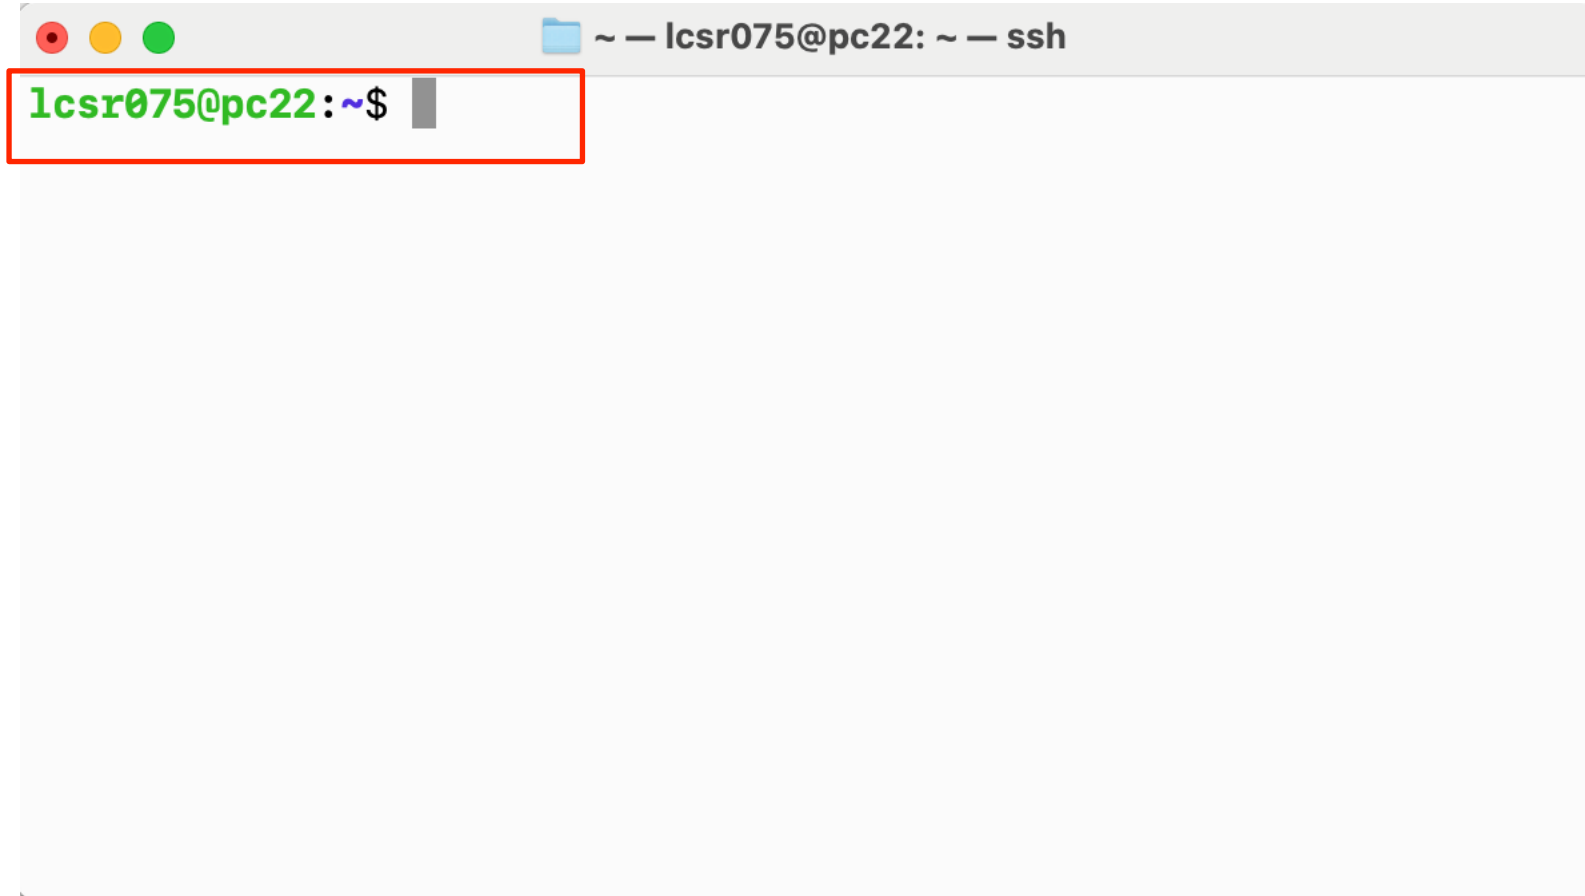 ~ — lcsr075@pc22: ~ — ssh
lcsr075@pc22:~$